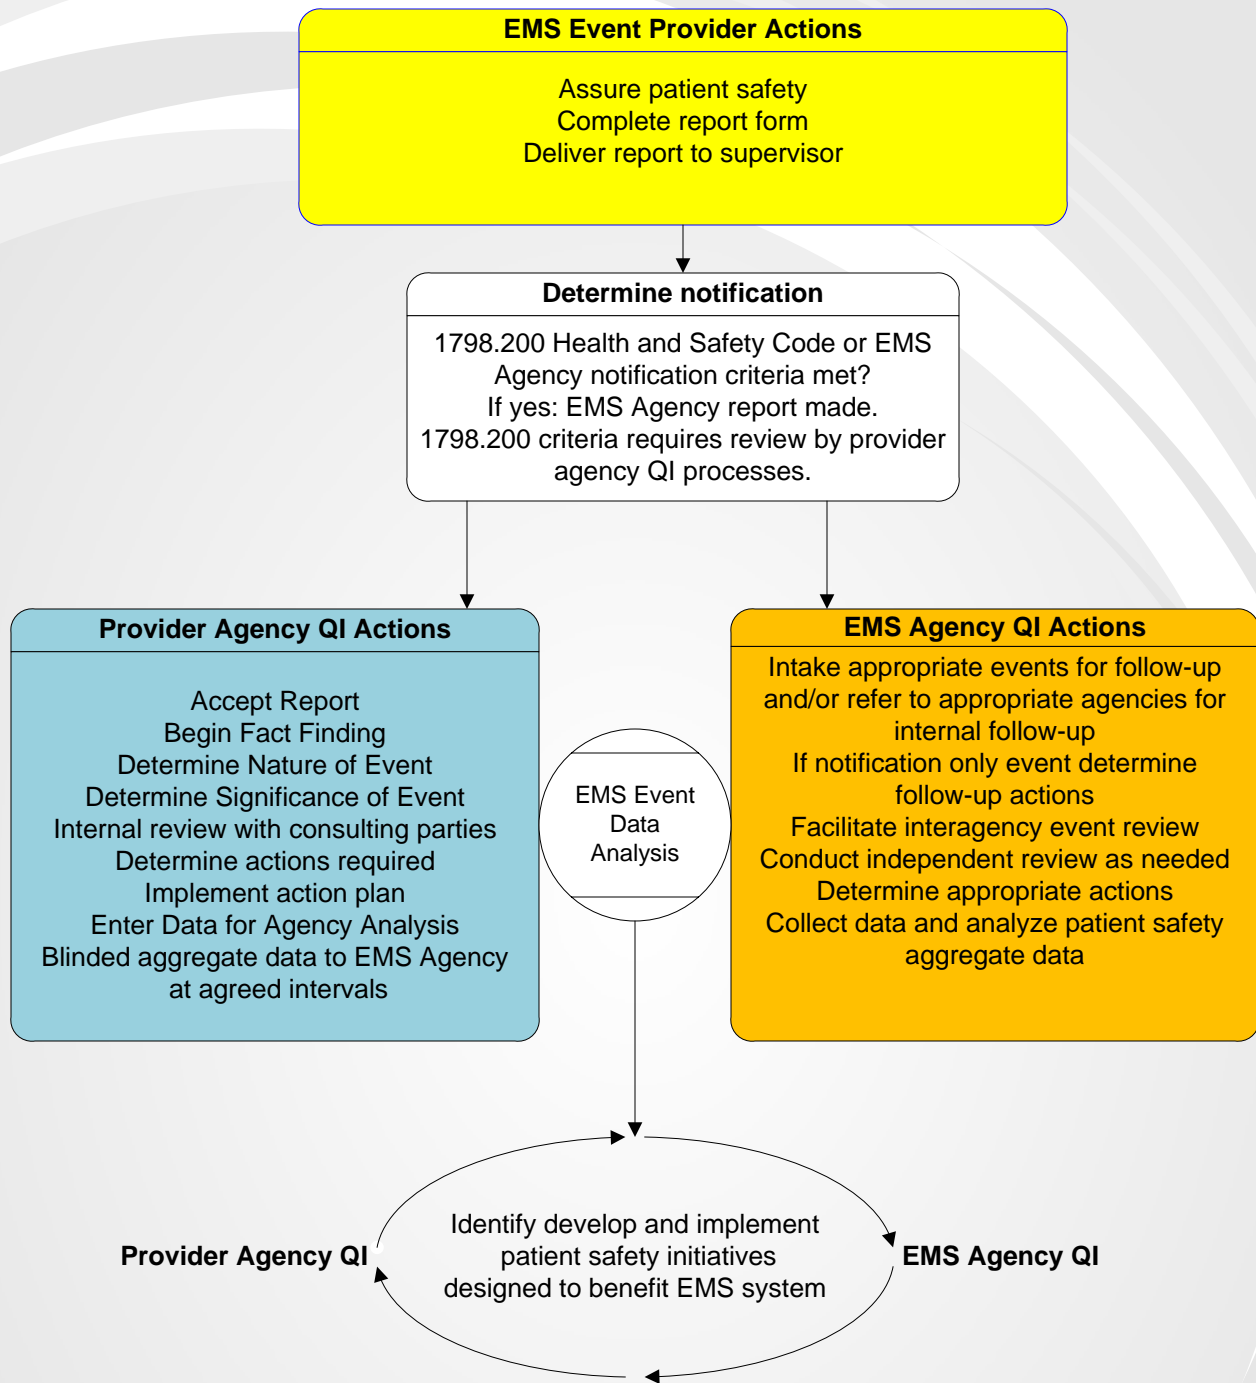 EMS Event Provider Actions
Assure patient safety
Complete report form
Deliver report to supervisor
Determine notification
1798.200 Health and Safety Code or EMS
Agency notification criteria met?
If yes: EMS Agency report made.
1798.200 criteria requires review by provider
agency QI processes.
Provider Agency QI Actions
Accept Report
Begin Fact Finding
Determine Nature of Event
Determine Significance of Event
Internal review with consulting parties
Determine actions required
Implement action plan
Enter Data for Agency Analysis
Blinded aggregate data to EMS Agency
at agreed intervals
EMS Event
Data
Analysis
EMS Agency QI Actions
Intake appropriate events for follow-up
and/or refer to appropriate agencies for
internal follow-up
If notification only event determine
follow-up actions
Facilitate interagency event review
Conduct independent review as needed
Determine appropriate actions
Collect data and analyze patient safety
aggregate data
Provider Agency QI
Identify develop and implement
patient safety initiatives
designed to benefit EMS system
EMS Agency QI